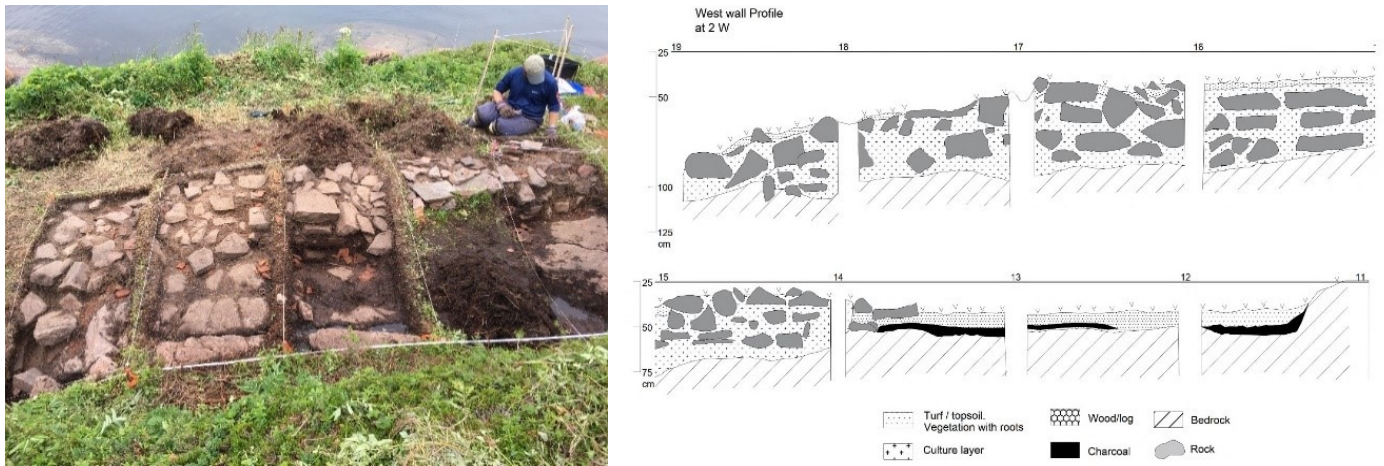 West wall Profile
at 2 W
19 18 17 16
25
50
100
125
cm
15 14 13 12 11
25
50
75
cm
Turf / topsoil.
Vegetation with roots
Wood/log
Bedrock
Culture layer
Charcoal
Rock